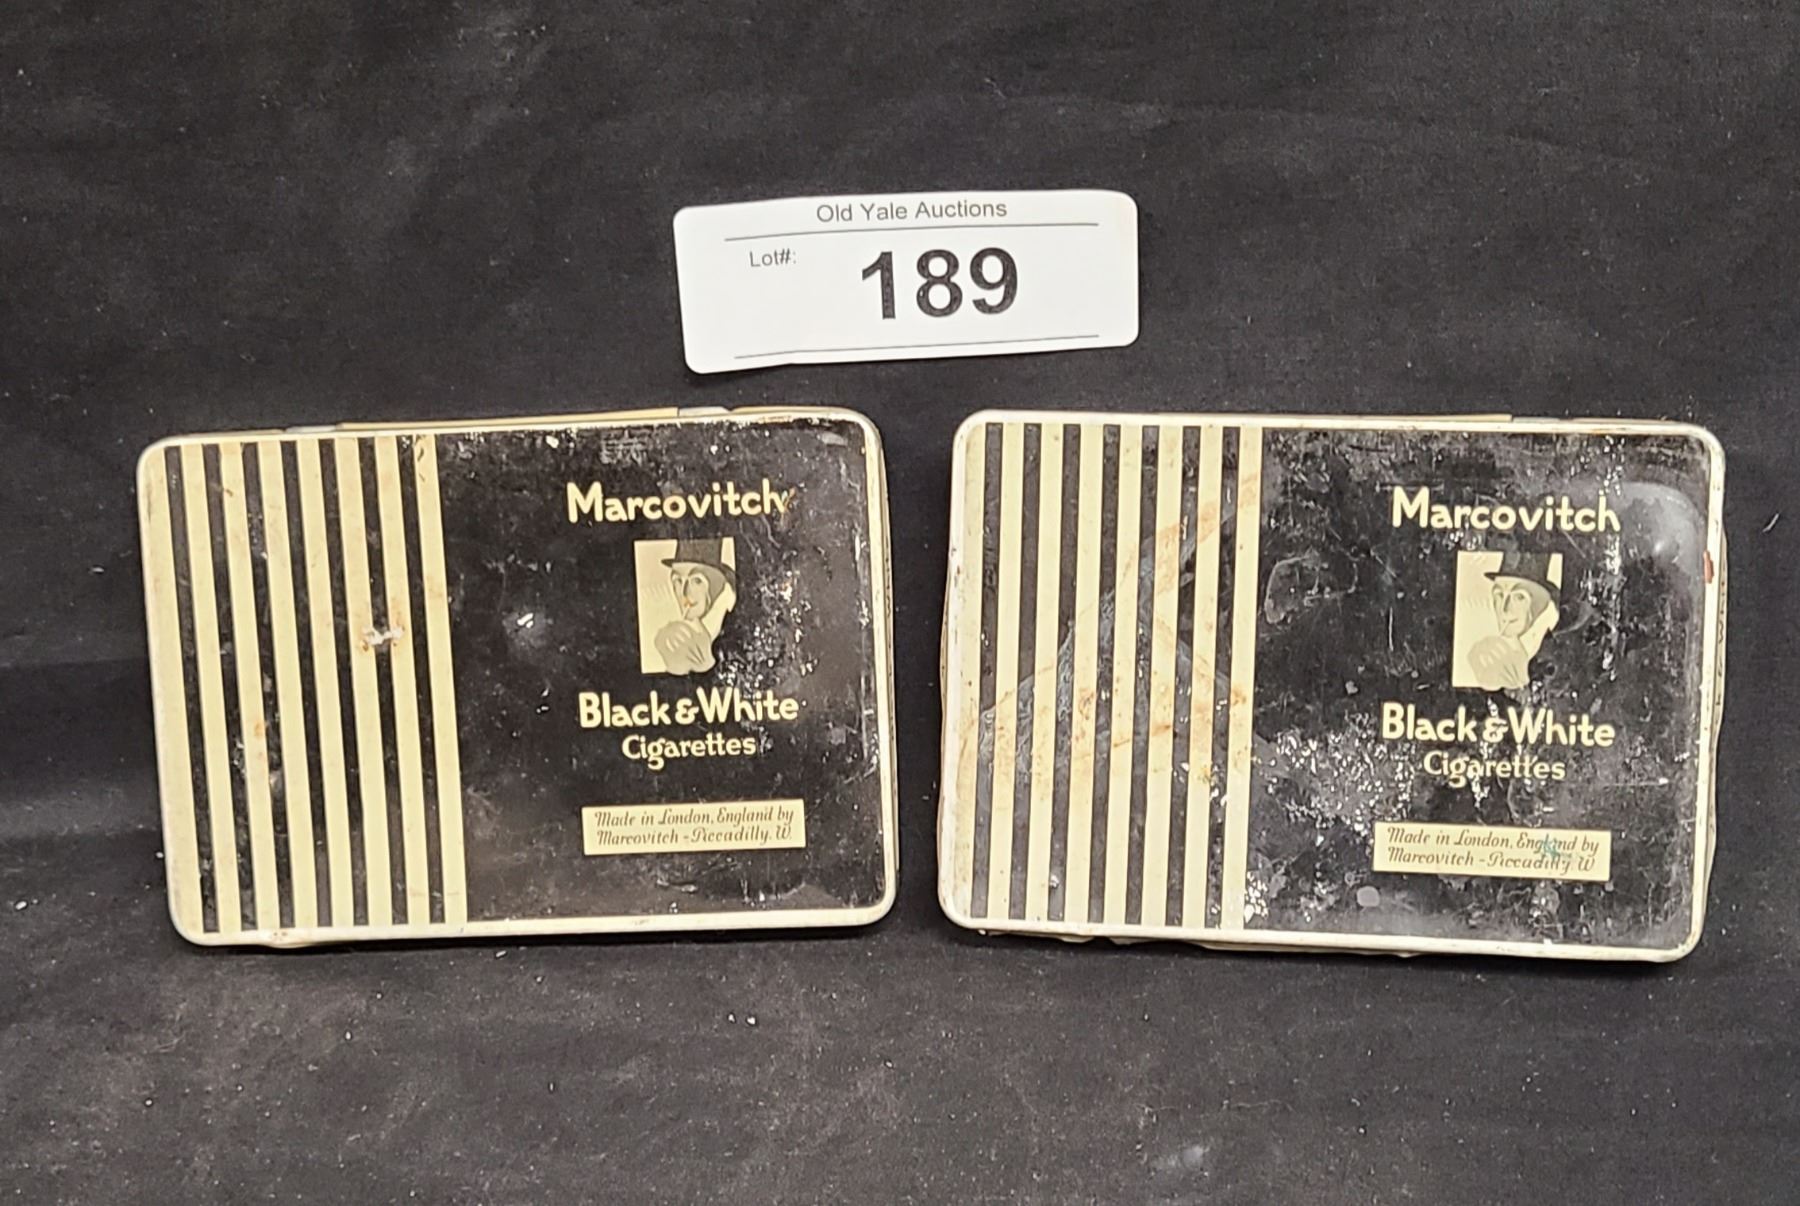 Old Yale Auctions
Lot#:
189
Marcovitch
Black & White
Cigarettes
Made in London, England by
Marcovitch - Piccadilly. W.
Marcovitch
Black & White
Cigarettes
Made in London, England by
Marcovitch - Piccadilly. W